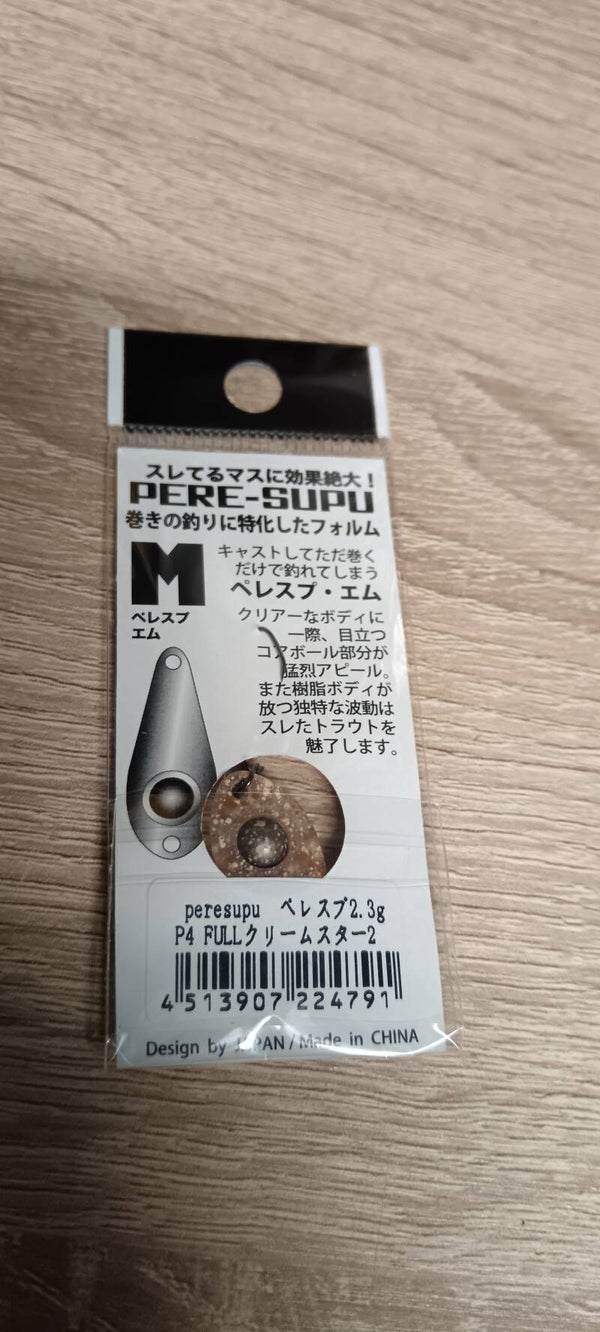 スレてるマスに効果絶大！
PERE-SUPU
巻きの釣りに特化したフォルム
M
ペレスプ
エム
キャストしてただ巻く
だけで釣れてしまう
ペレスプ・エム
クリアーなボディに
一際、目立つ
コアボール部分が
猛烈アピール。
また樹脂ボディが
放つ独特な波動は
スレたトラウトを
魅了します。
peresupu ペレスプ2.3g
P4 FULLクリームスター2
4 513907 224791
Design by JAPAN/Made in CHINA